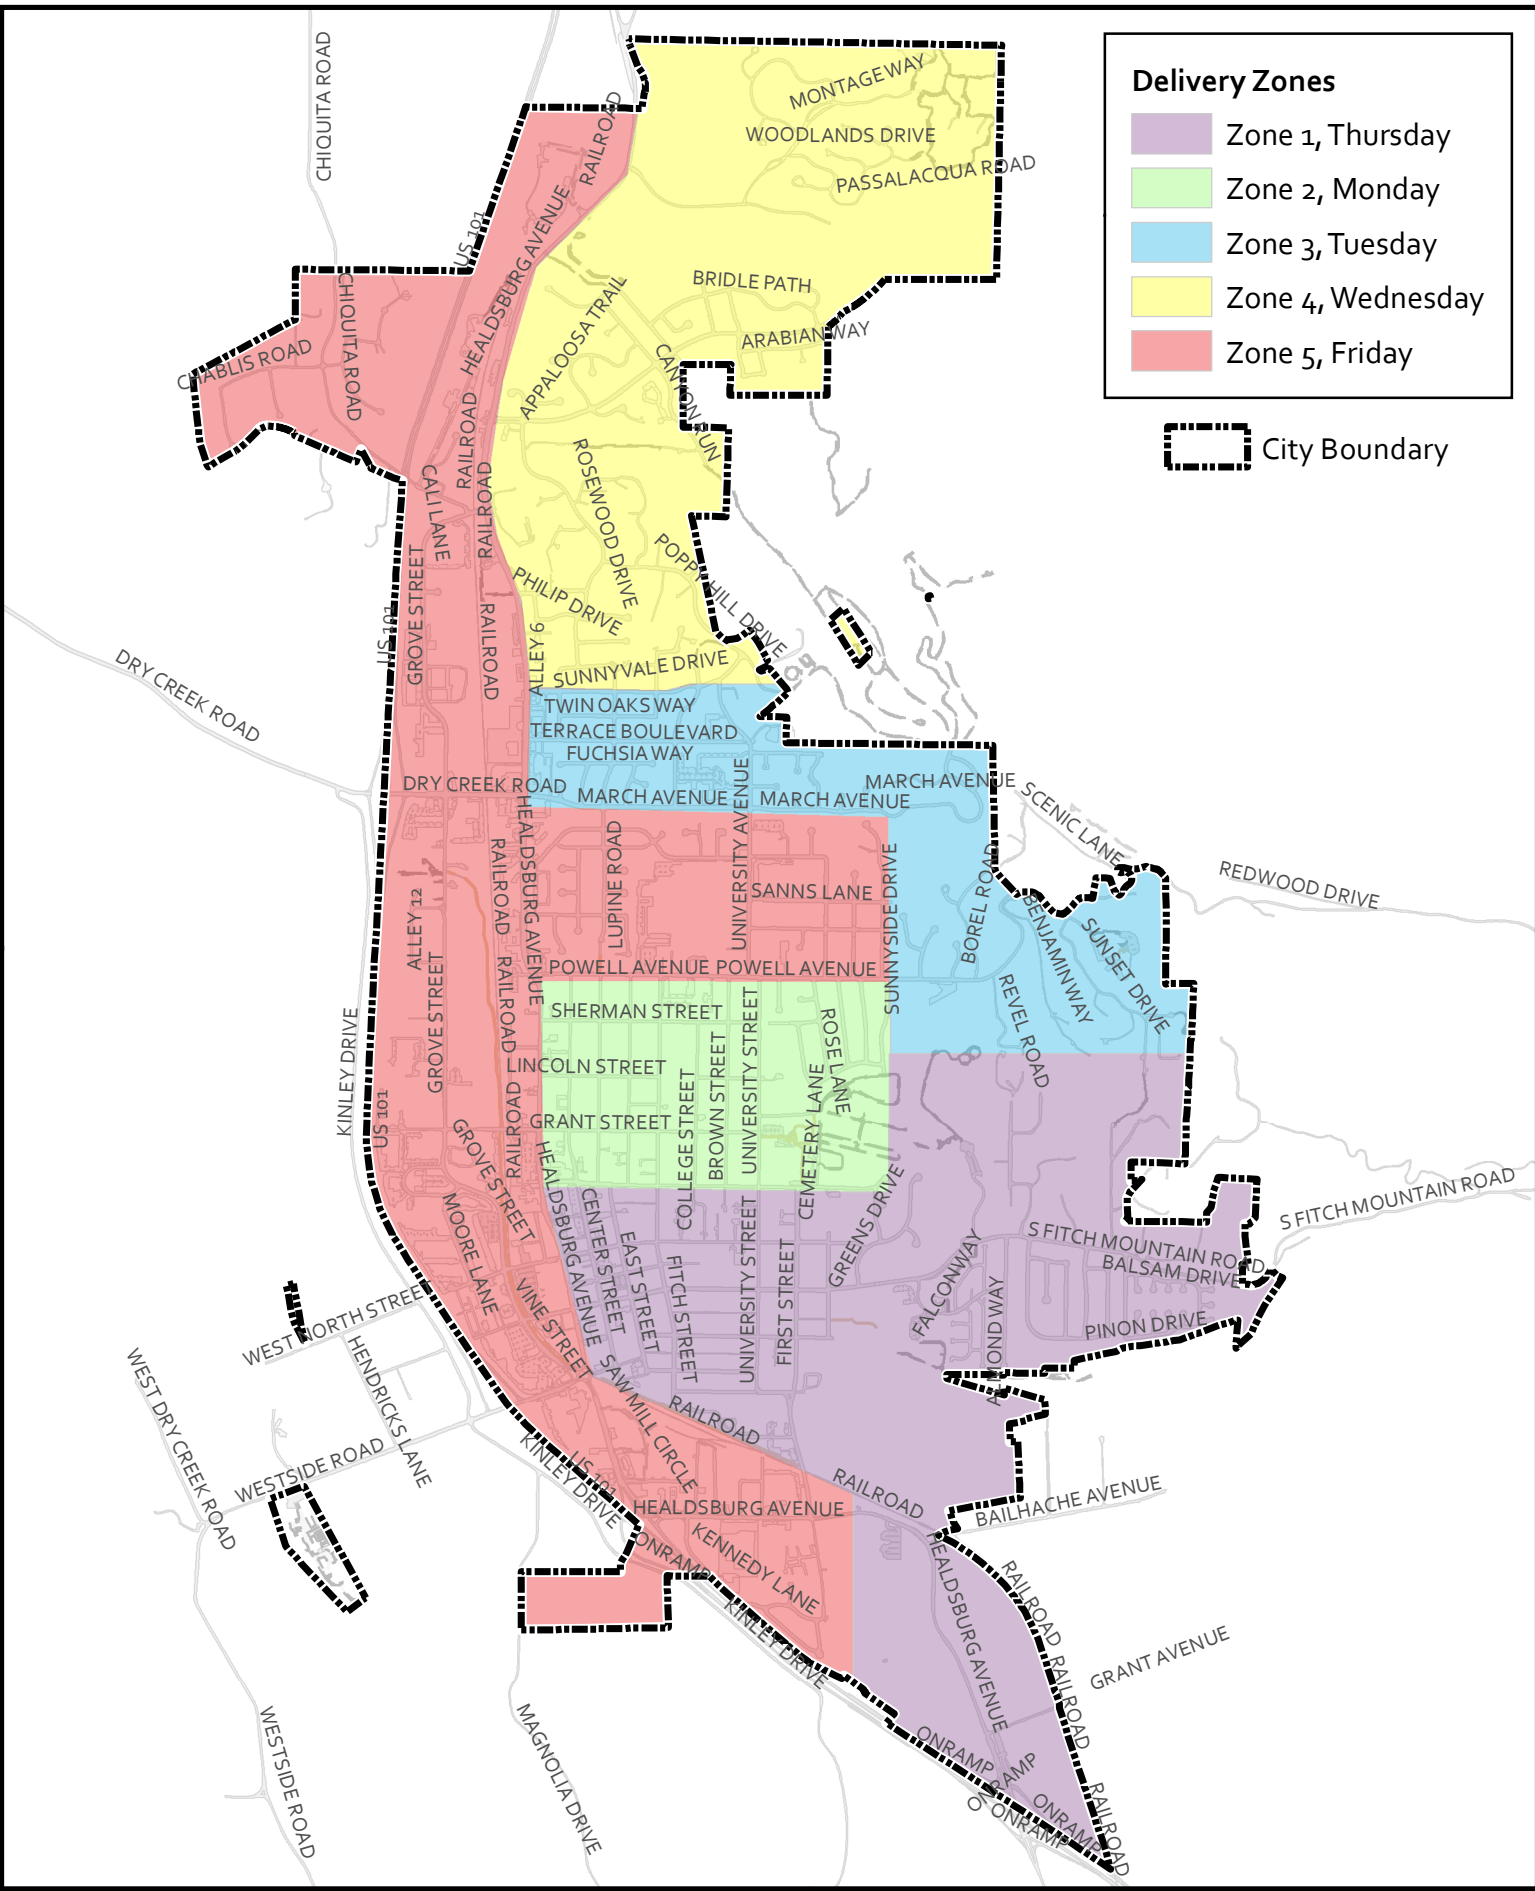 Delivery Zones
Zone 1, Thursday
Zone 2, Monday
Zone 3, Tuesday
Zone 4, Wednesday
Zone 5, Friday
City Boundary
CHIQUITA ROAD
MONTAGE WAY
WOODLANDS DRIVE
PASSALACQUA ROAD
RAILROAD
US 101
HEALDSBURG AVENUE
BRIDLE PATH
ARABIAN WAY
APPALOOSA TRAIL
CANYON RUN
CHIQUITA ROAD
CHABLIS ROAD
RAILROAD
RAILROAD
CALI LANE
ROSEWOOD DRIVE
POPPY HILL DRIVE
PHILIP DRIVE
GROVE STREET
US 101
RAILROAD
ALLEY 6
SUNNYVALE DRIVE
DRY CREEK ROAD
TWIN OAKS WAY
TERRACE BOULEVARD
FUCHSIA WAY
DRY CREEK ROAD
MARCH AVENUE
MARCH AVENUE
MARCH AVENUE
UNIVERSITY AVENUE
SCENIC LANE
REDWOOD DRIVE
HEALDSBURG AVENUE
RAILROAD
LUPINE ROAD
SANNS LANE
SUNNYSIDE DRIVE
BOREL ROAD
BENJAMIN WAY
SUNSET DRIVE
ALLEY 12
GROVE STREET
RAILROAD
POWELL AVENUE
POWELL AVENUE
REVEL ROAD
SHERMAN STREET
LINCOLN STREET
GRANT STREET
COLLEGE STREET
BROWN STREET
UNIVERSITY STREET
ROSE LANE
CEMETERY LANE
KINLEY DRIVE
US 101
RAILROAD
GROVE STREET
MOORE LANE
VINE STREET
HEALDSBURG AVENUE
CENTER STREET
EAST STREET
FITCH STREET
UNIVERSITY STREET
FIRST STREET
GREENS DRIVE
FALCON WAY
ALMOND WAY
S FITCH MOUNTAIN ROAD
S FITCH MOUNTAIN ROAD
BALSAM DRIVE
PINON DRIVE
WEST NORTH STREET
HENDRICKS LANE
WEST DRY CREEK ROAD
WESTSIDE ROAD
SAWMILL CIRCLE
RAILROAD
RAILROAD
KINLEY DRIVE
US 101
HEALDSBURG AVENUE
KENNEDY LANE
ONRAMP
KINLEY DRIVE
BAILHACHE AVENUE
HEALDSBURG AVENUE
RAILROAD
RAILROAD
GRANT AVENUE
WESTSIDE ROAD
MAGNOLIA DRIVE
ONRAMP
ONRAMP
ONRAMP
ONRAMP
RAILROAD